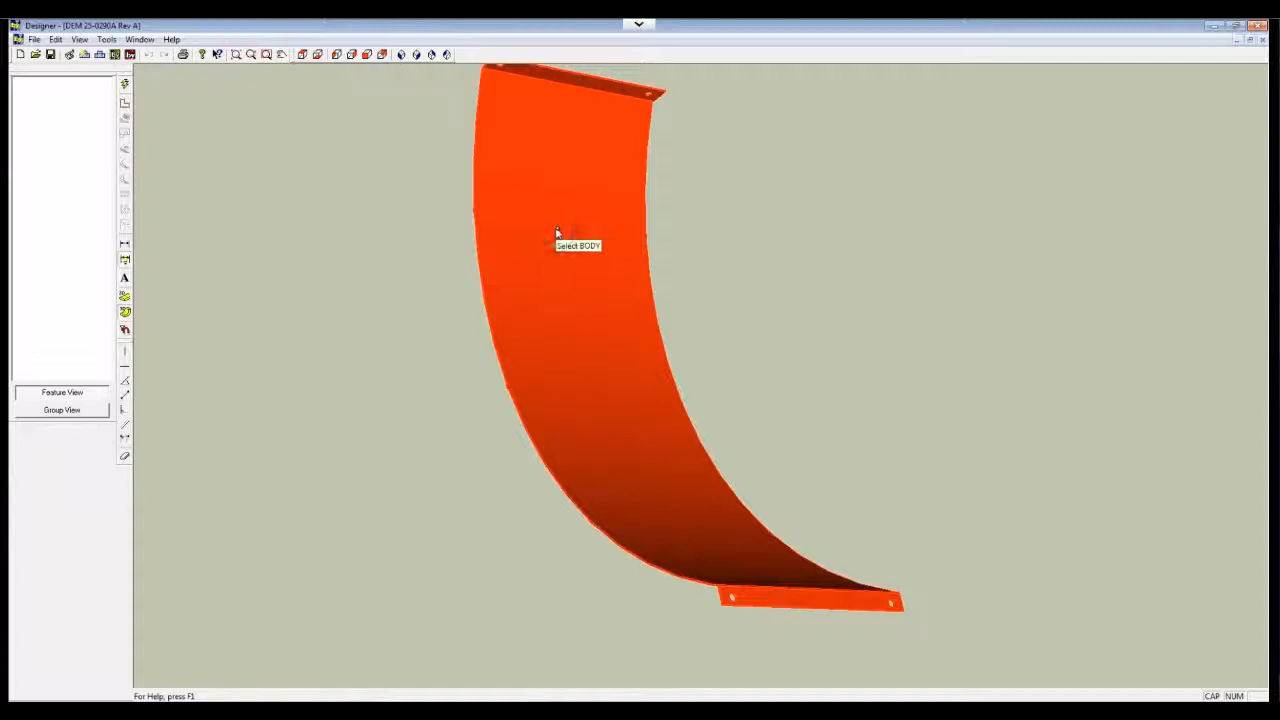 Designer - [DEM 25-0290A Rev A]
File Edit View Tools Window Help
A
Select BODY
Feature View
Group View
For Help, press F1
CAP NUM